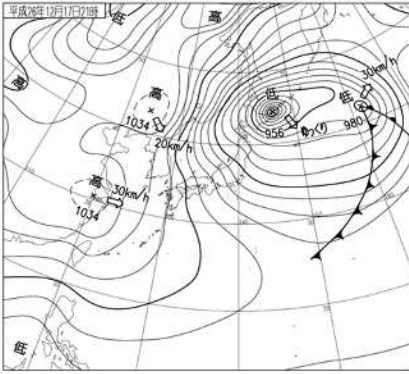 平成26年12月17日21時
低
高
高
高
1034
20km/h
高
30km/h
1034
低
956
ゆっくり
低
980
30km/h
低